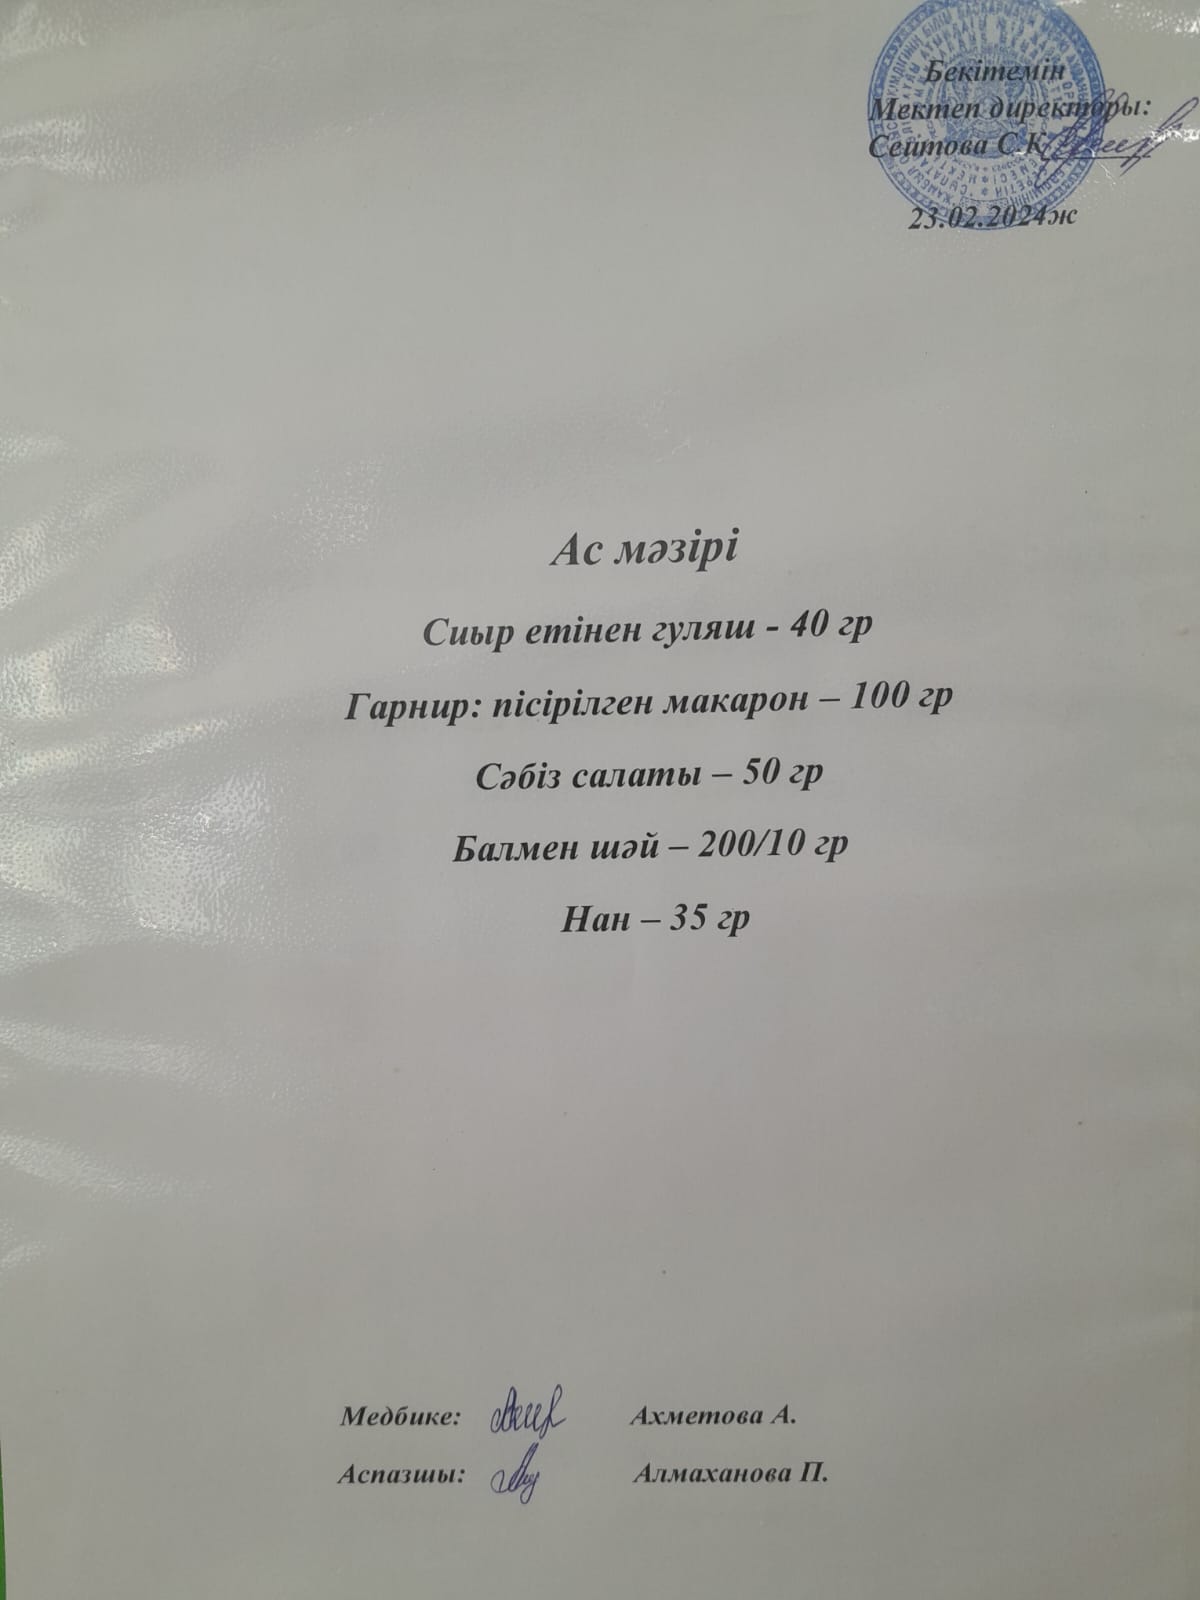 Бекітемін
Мектеп директоры:
Сеитова С.К
23.02.2024ж
Ас мәзірі
Сиыр етінен гуляш - 40 гр
Гарнир: пісірілген макарон – 100 гр
Сәбіз салаты – 50 гр
Балмен шәй – 200/10 гр
Нан – 35 гр
Медбике: Ахметова А.
Аспазшы: Алмаханова П.